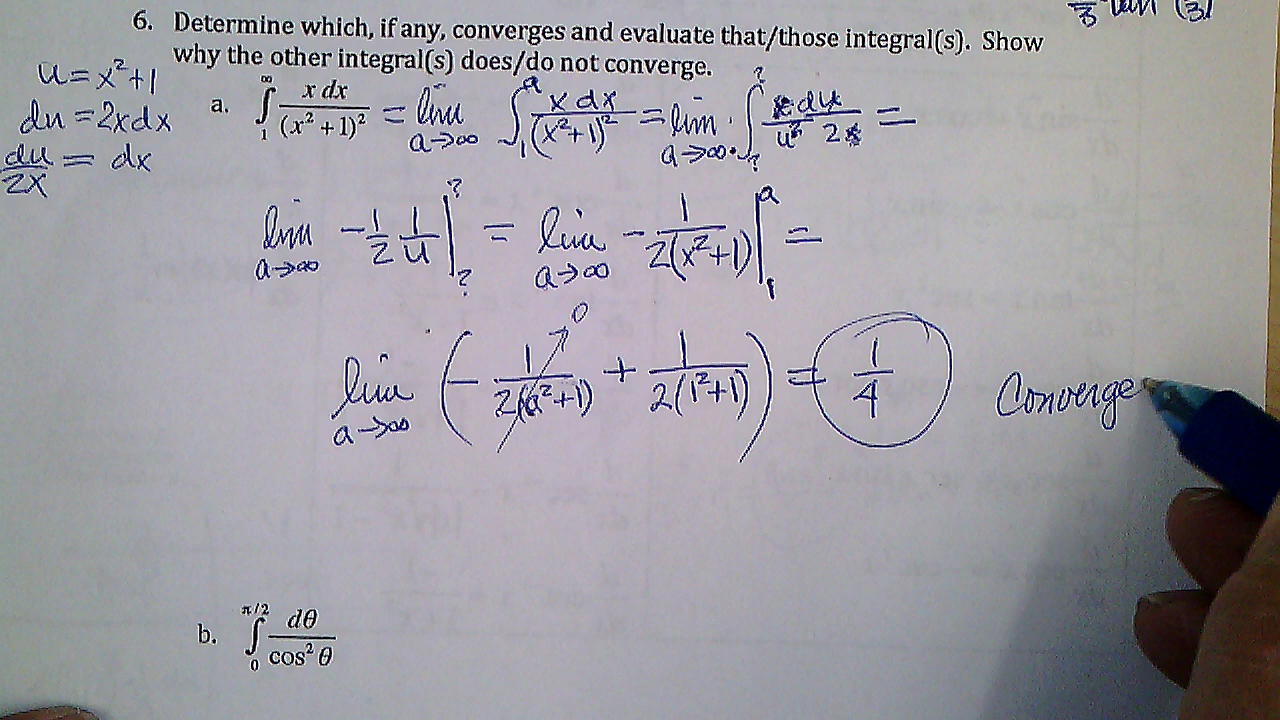 6. Determine which, if any, converges and evaluate that/those integral(s). Show
why the other integral(s) does/do not converge.
u = x²+1
du = 2xdx
du/2x = dx
a. ∫₁^∞ x dx/(x²+1)² = lim a→∞ ∫₁^a x dx/(x²+1)² = lim a→∞ ∫_?^? x du/u² 2x =
lim a→∞ -1/2 1/u |_?^? = lim a→∞ - 1/2(x²+1) |₁^a =
lim a→∞ (- 1/2(a²+1) ↗0 + 1/2(1²+1)) = 1/4 Converge
b. ∫₀^π/2 dθ/cos²θ